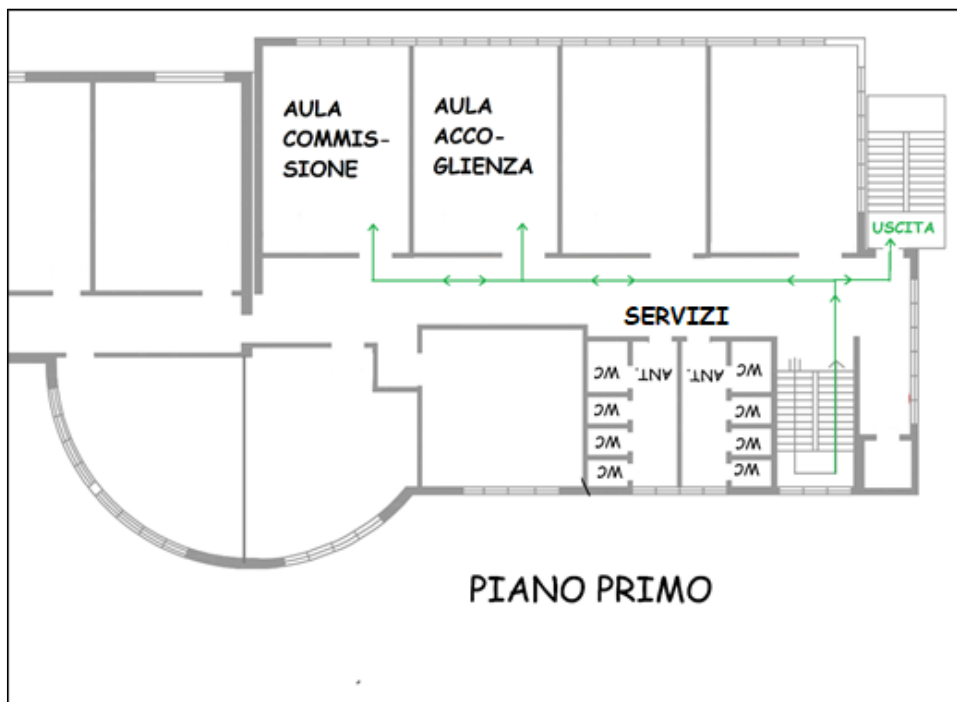 AULA
COMMIS-
SIONE
AULA
ACCO-
GLIENZA
USCITA
SERVIZI
WC
ANT.
ANT.
WC
WC
WC
WC
WC
WC
WC
PIANO PRIMO